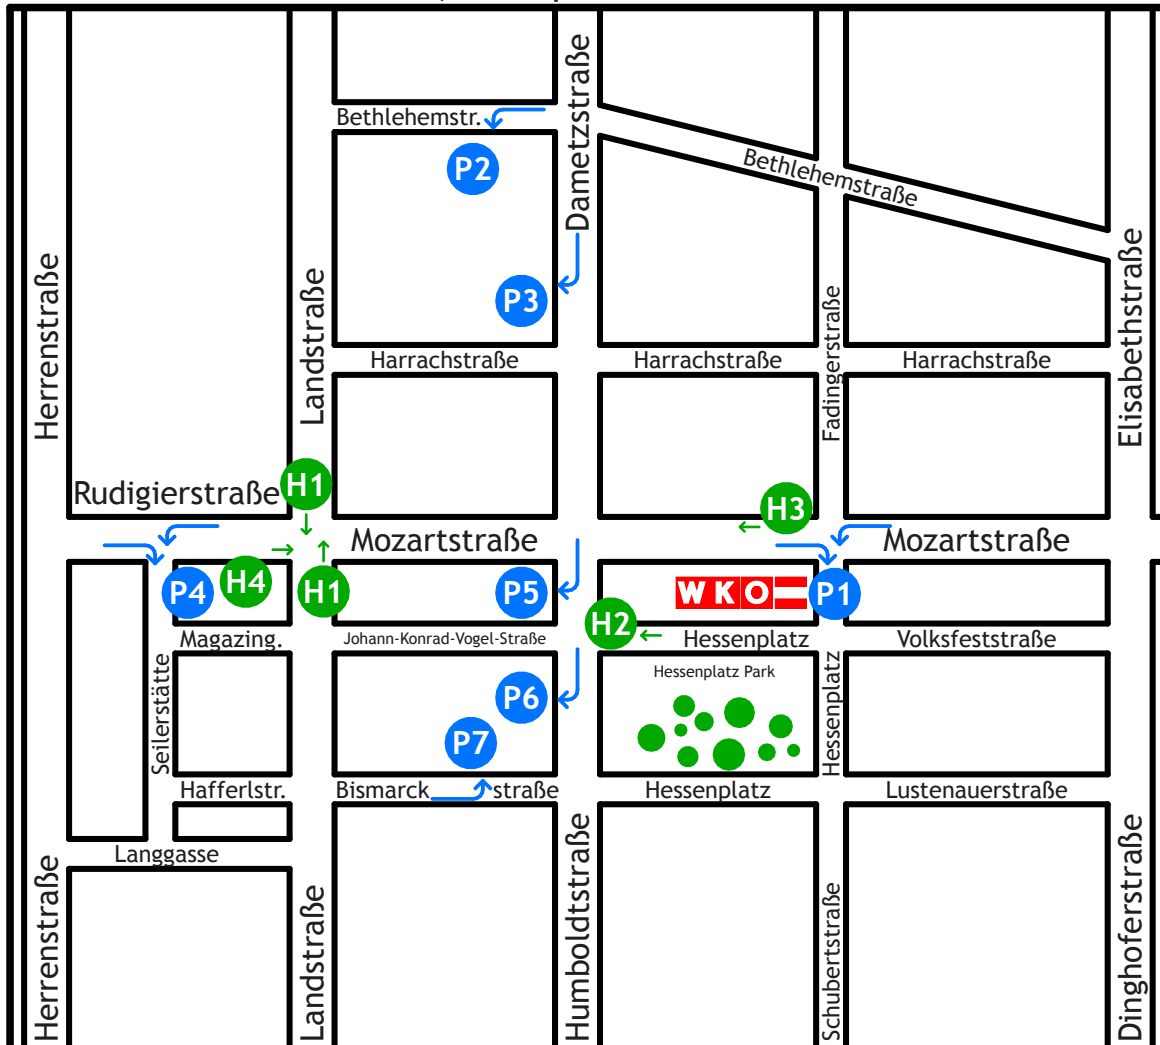 Bethlehemstr.
Dametzstraße
P2
Bethlehemstraße
P3
Herrenstraße
Landstraße
Fadingerstraße
Elisabethstraße
Harrachstraße
Harrachstraße
Harrachstraße
Rudigierstraße
H1
H3
Mozartstraße
Mozartstraße
P4
H4
H1
P5
WKO
P1
H2
Magazing.
Johann-Konrad-Vogel-Straße
Hessenplatz
Volksfeststraße
Seilerstätte
P6
P7
Hessenplatz Park
Hessenplatz
Hafferlstr.
Bismarck straße
Hessenplatz
Lustenauerstraße
Langgasse
Herrenstraße
Landstraße
Humboldtstraße
Schubertstraße
Dinghoferstraße